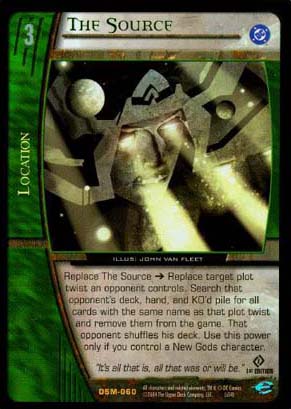 3
THE SOURCE
LOCATION
ILLUS: JOHN VAN FLEET
Replace The Source → Replace target plot
twist an opponent controls. Search that
opponent's deck, hand, and KO'd pile for all
cards with the same name as that plot twist
and remove them from the game. That
opponent shuffles his deck. Use this power
only if you control a New Gods character.
1st EDITION
"It's all that is, all that was or will be."
DSM-060